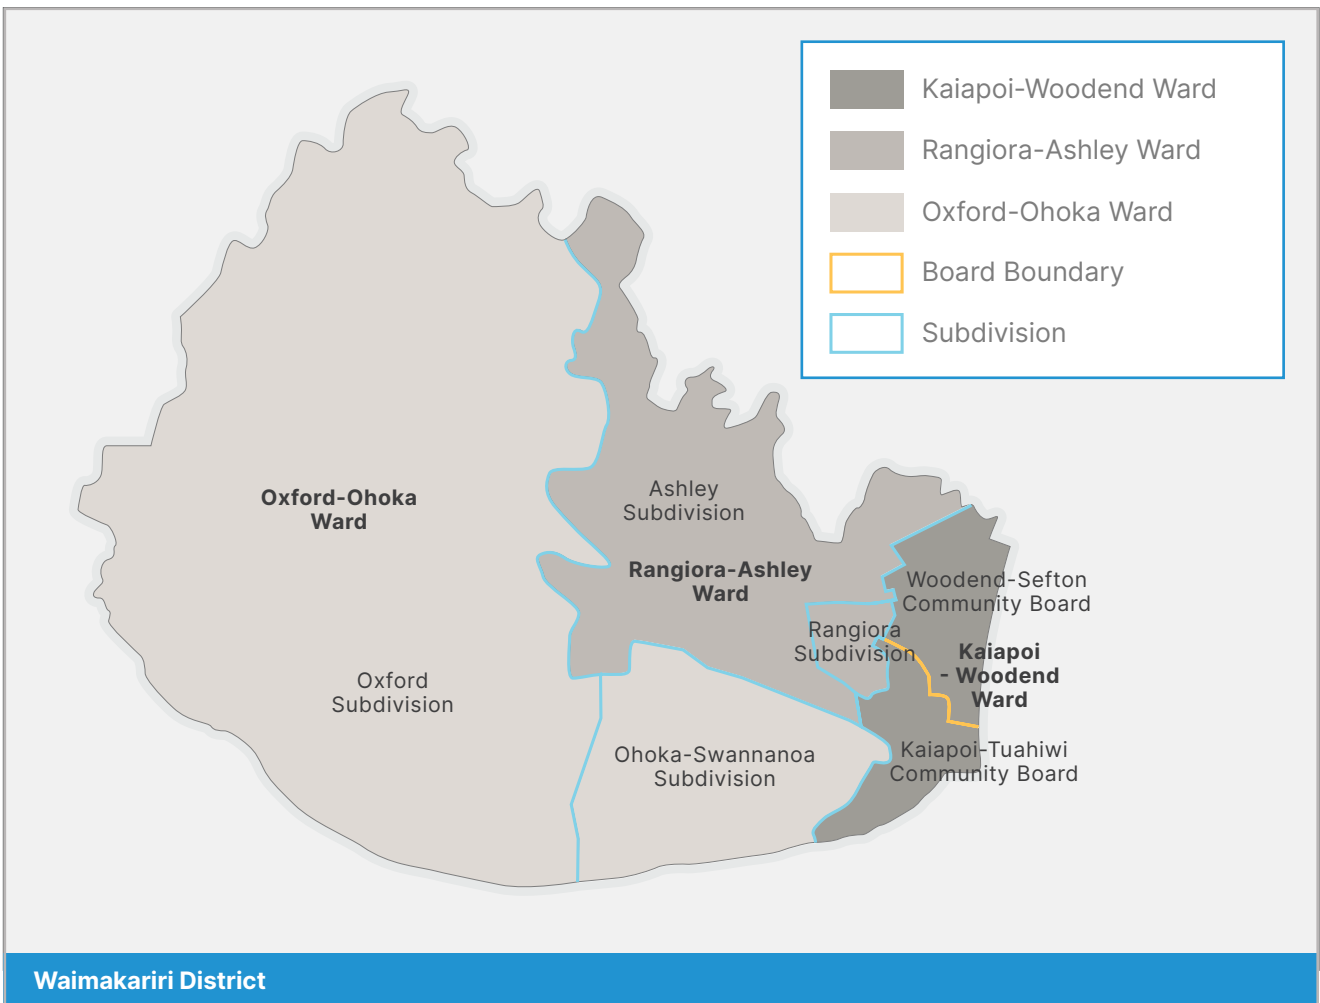 Kaiapoi-Woodend Ward
Rangiora-Ashley Ward
Oxford-Ohoka Ward
Board Boundary
Subdivision
Oxford-Ohoka
Ward
Ashley
Subdivision
Rangiora-Ashley
Ward
Woodend-Sefton
Community Board
Rangiora
Subdivision
Kaiapoi
- Woodend
Ward
Oxford
Subdivision
Ohoka-Swannanoa
Subdivision
Kaiapoi-Tuahiwi
Community Board
Waimakariri District